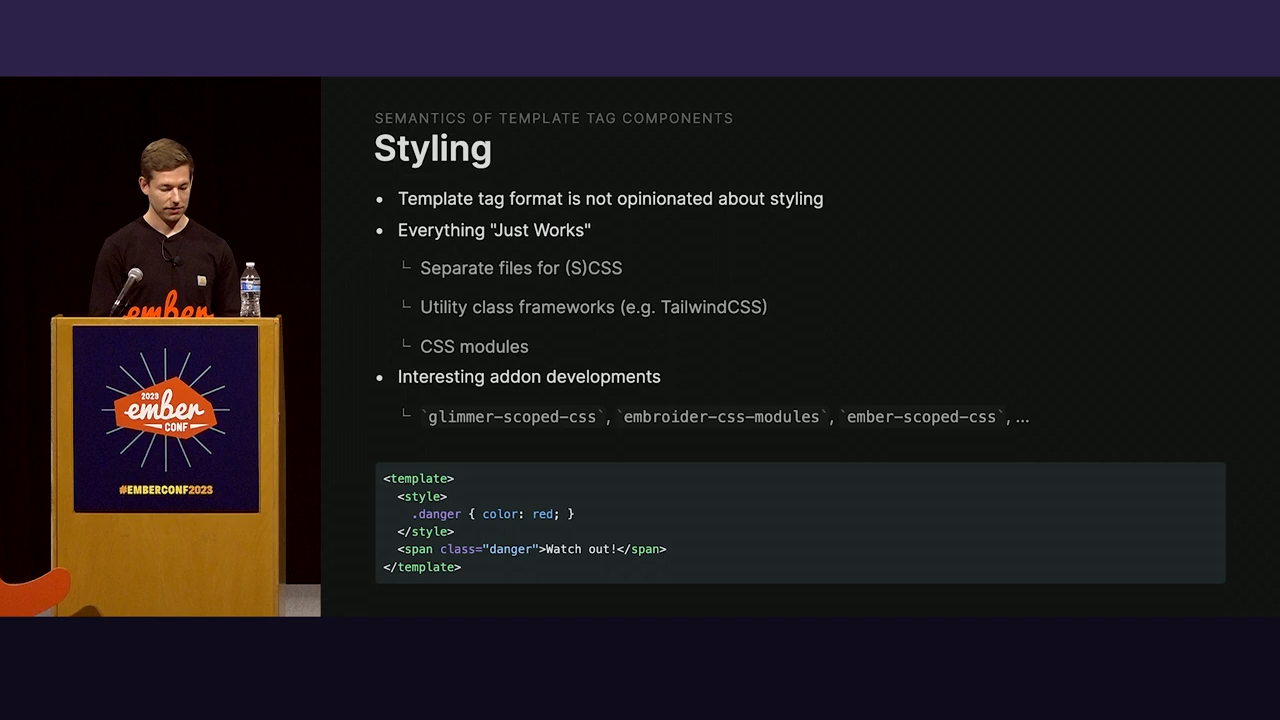 SEMANTICS OF TEMPLATE TAG COMPONENTS
Styling
• Template tag format is not opinionated about styling
• Everything "Just Works"
└ Separate files for (S)CSS
└ Utility class frameworks (e.g. TailwindCSS)
└ CSS modules
• Interesting addon developments
└ `glimmer-scoped-css`, `embroider-css-modules`, `ember-scoped-css`, ...
<template>
  <style>
    .danger { color: red; }
  </style>
  <span class="danger">Watch out!</span>
</template>
ember
2023
ember
CONF
#EMBERCONF2023